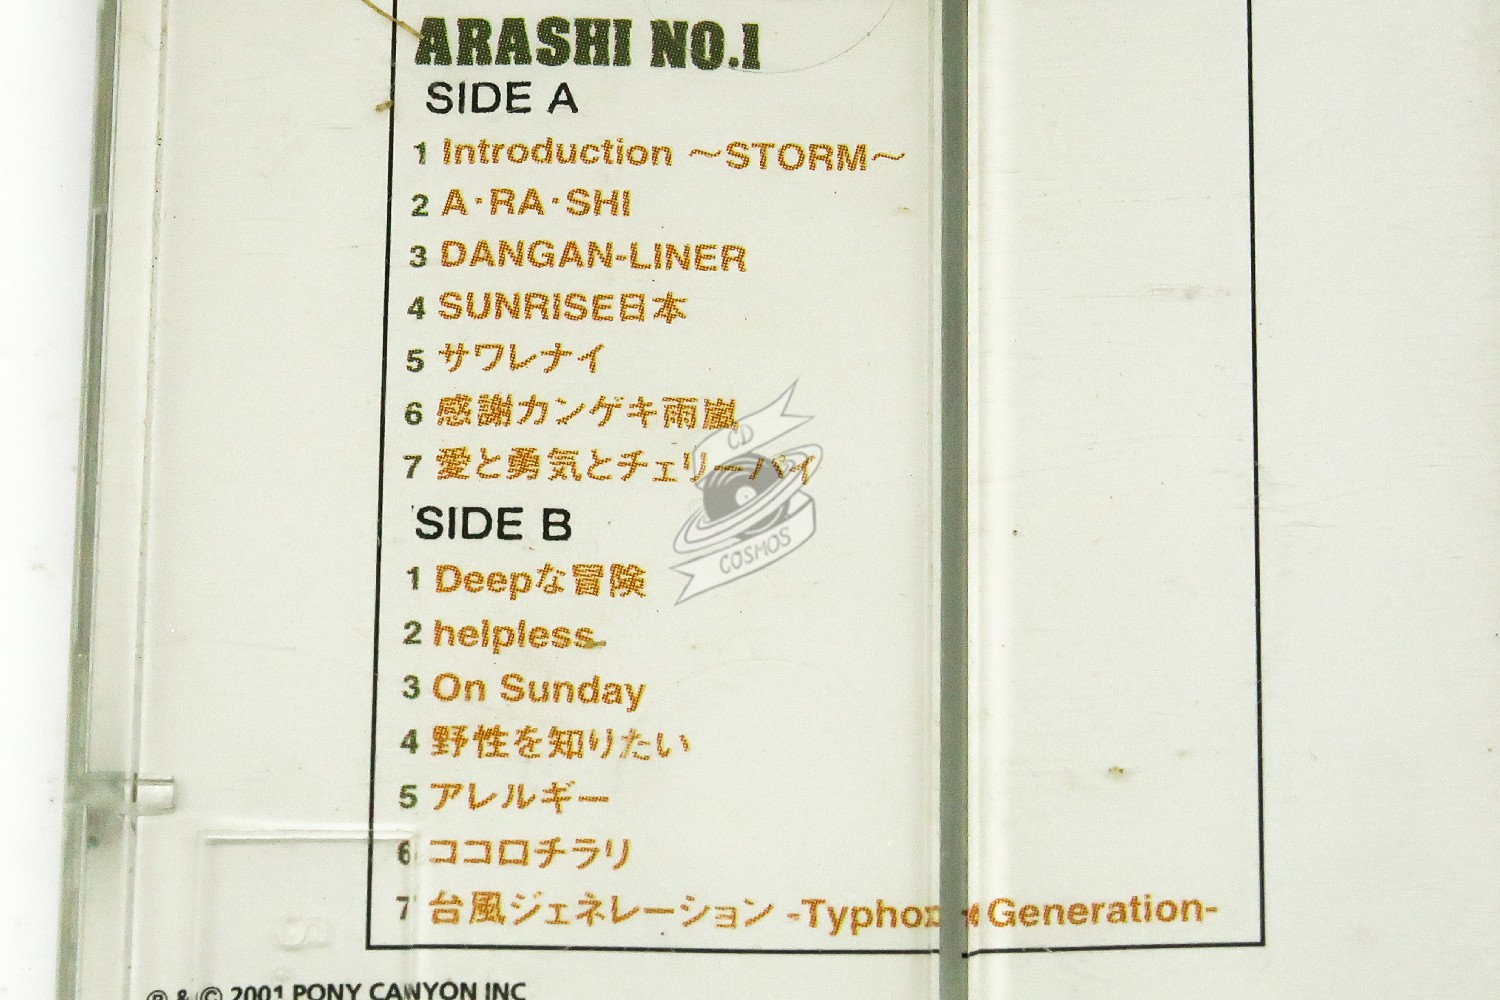 ARASHI NO.1
SIDE A
1 Introduction ～STORM～
2 A・RA・SHI
3 DANGAN-LINER
4 SUNRISE日本
5 サワレナイ
6 感謝カンゲキ雨嵐
7 愛と勇気とチェリーパイ
CD
COSMOS
SIDE B
1 Deepな冒険
2 helpless
3 On Sunday
4 野性を知りたい
5 アレルギー
6 ココロチラリ
7 台風ジェネレーション -Typhoon Generation-
℗ & © 2001 PONY CANYON INC